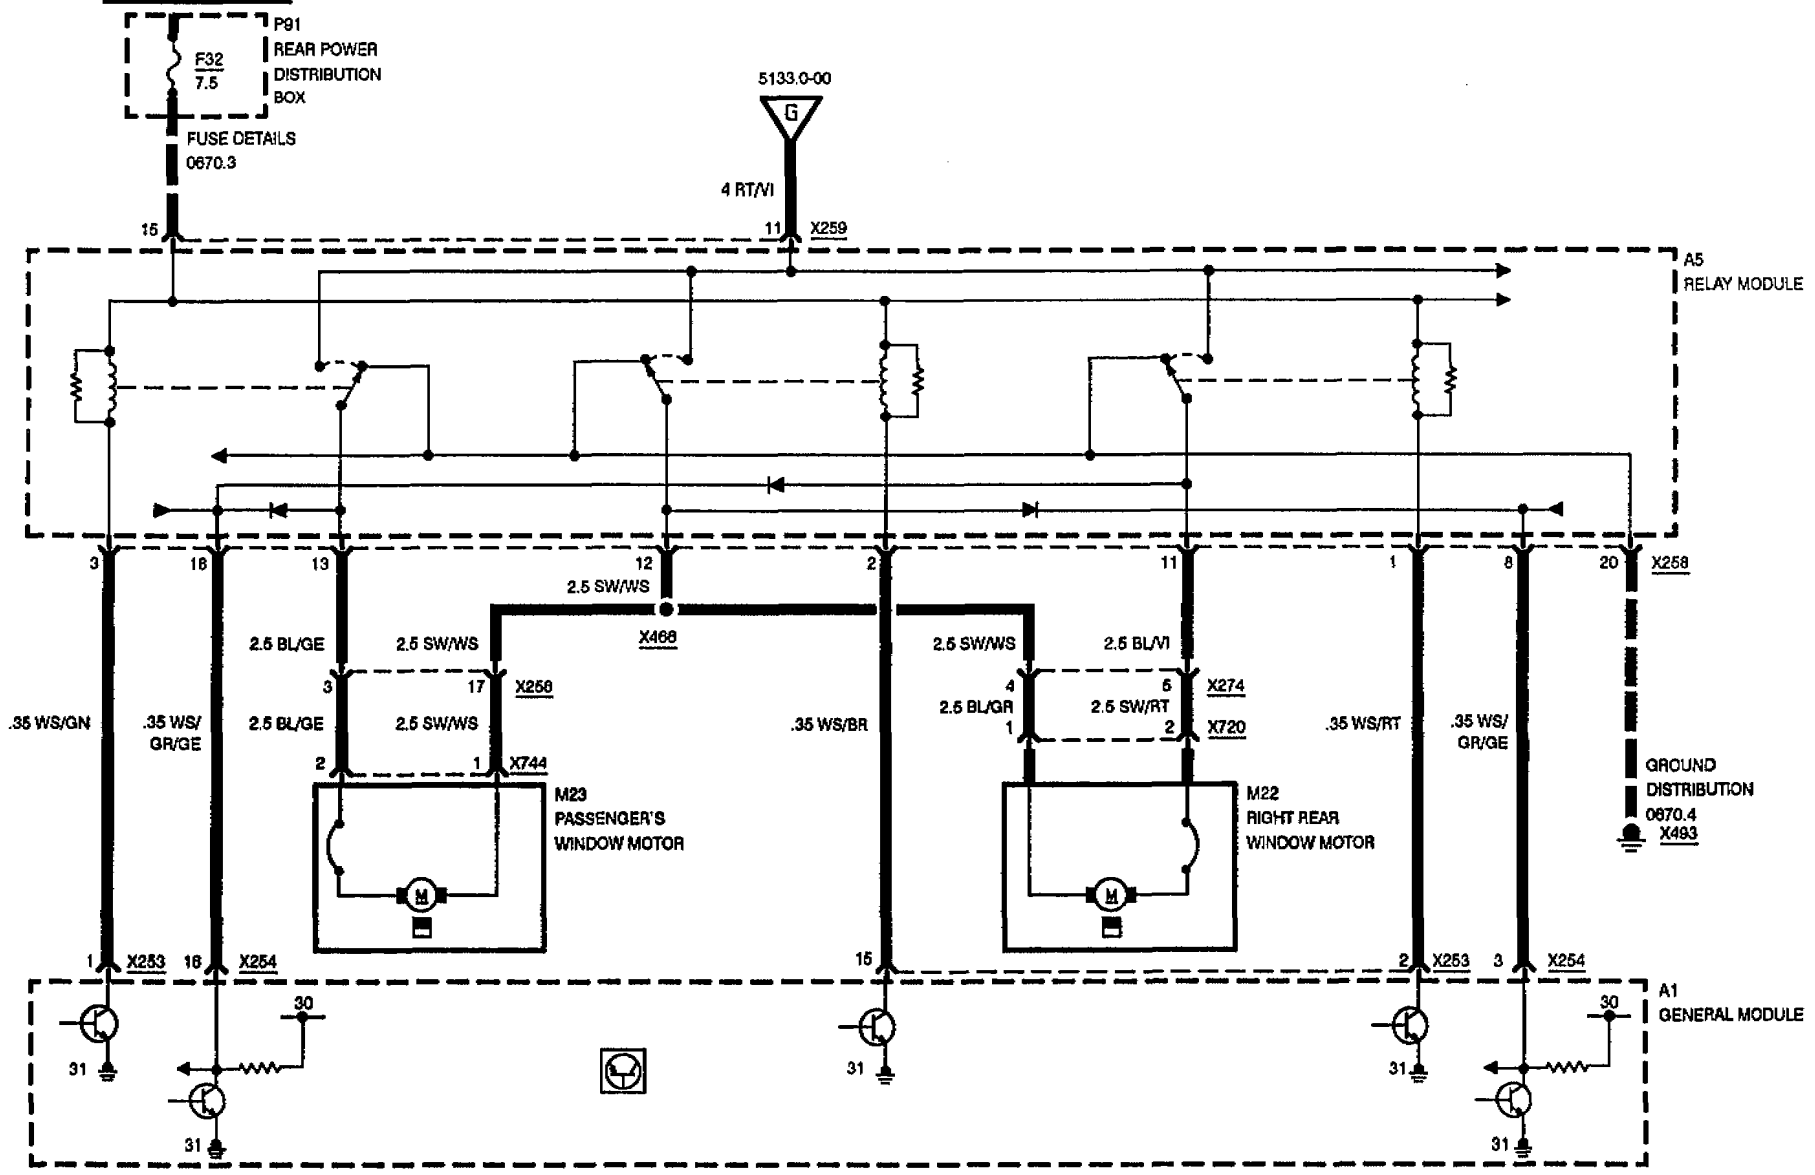 P91
REAR POWER
DISTRIBUTION
BOX
F32
7.5
FUSE DETAILS
0670.3
5133.0-00
G
4 RT/VI
15
11
X259
A5
RELAY MODULE
3
18
13
12
2
11
1
8
20
X258
2.5 SW/WS
X466
2.5 BL/GE
2.5 SW/WS
2.5 SW/WS
2.5 BL/VI
3
17
X256
4
5
X274
.35 WS/GN
.35 WS/
GR/GE
2.5 BL/GE
2.5 SW/WS
.35 WS/BR
2.5 BL/GR
2.5 SW/RT
1
2
X720
.35 WS/RT
.35 WS/
GR/GE
2
1
X744
GROUND
DISTRIBUTION
0670.4
X493
M23
PASSENGER'S
WINDOW MOTOR
M
M22
RIGHT REAR
WINDOW MOTOR
M
1
X253
16
X254
15
2
X253
3
X254
A1
GENERAL MODULE
30
30
31
31
31
31
31